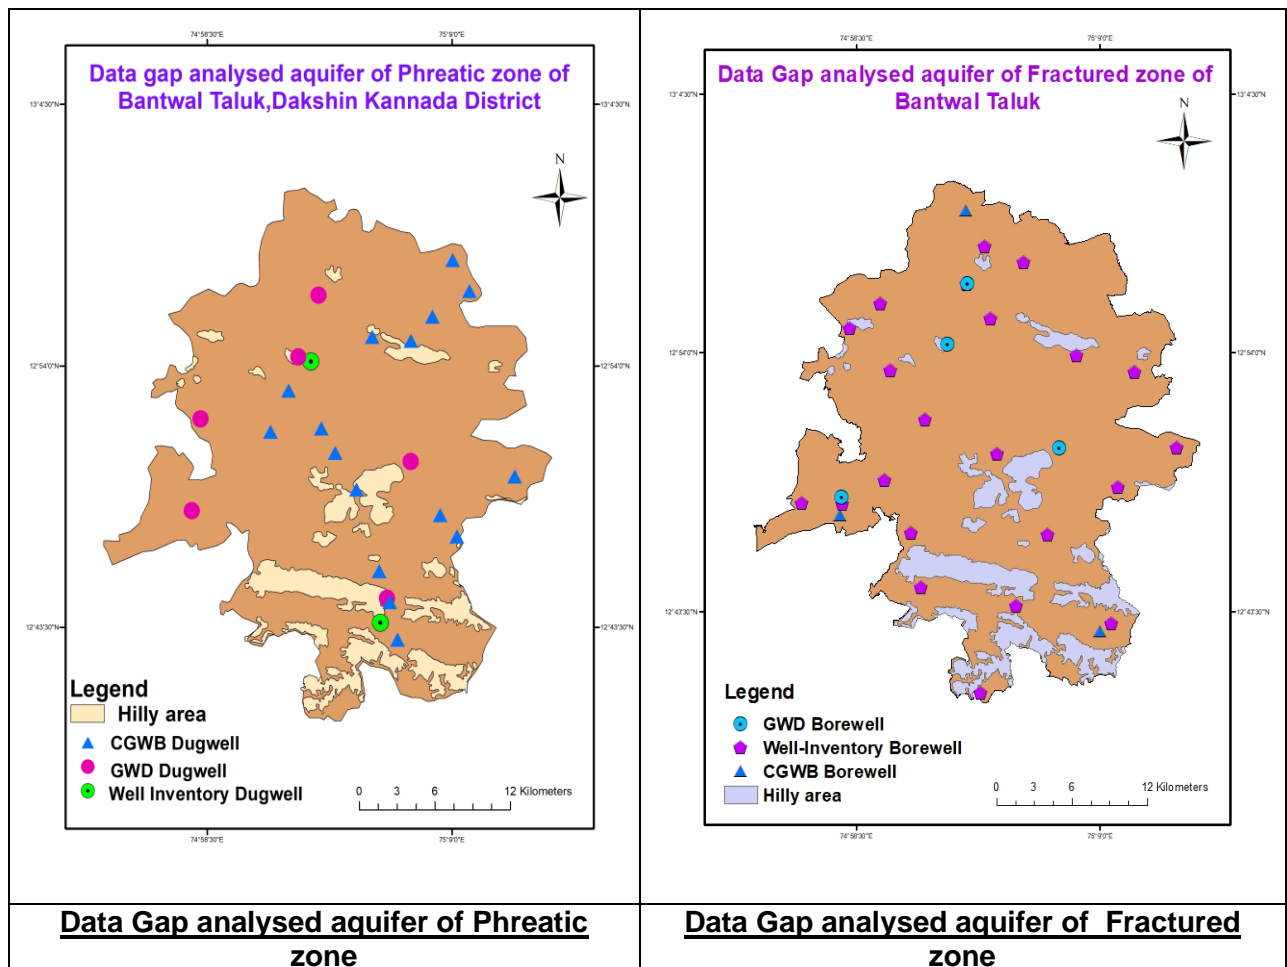 74°58'30"E
75°9'0"E
Data gap analysed aquifer of Phreatic zone of
Bantwal Taluk,Dakshin Kannada District
13°4'30"N
13°4'30"N
N
12°54'0"N
12°54'0"N
12°43'30"N
12°43'30"N
Legend
Hilly area
CGWB Dugwell
GWD Dugwell
Well Inventory Dugwell
0 3 6 12 Kilometers
74°58'30"E
75°9'0"E
Data Gap analysed aquifer of Phreatic
zone
74°58'30"E
75°9'0"E
Data Gap analysed aquifer of Fractured zone of
Bantwal Taluk
13°4'30"N
13°4'30"N
N
12°54'0"N
12°54'0"N
12°43'30"N
12°43'30"N
Legend
GWD Borewell
Well-Inventory Borewell
CGWB Borewell
Hilly area
0 3 6 12 Kilometers
74°58'30"E
75°9'0"E
Data Gap analysed aquifer of Fractured
zone